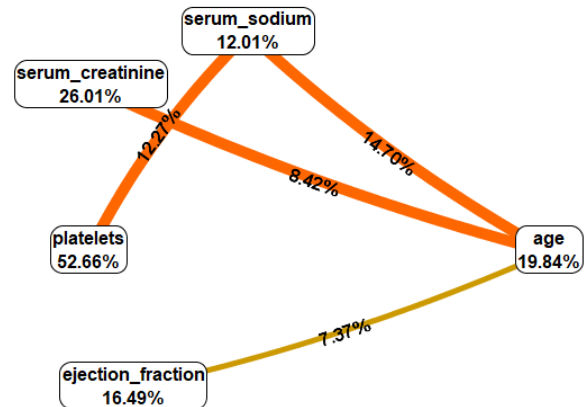 serum_sodium
12.01%
serum_creatinine
26.01%
12.27%
14.70%
8.42%
platelets
52.66%
age
19.84%
7.37%
ejection_fraction
16.49%